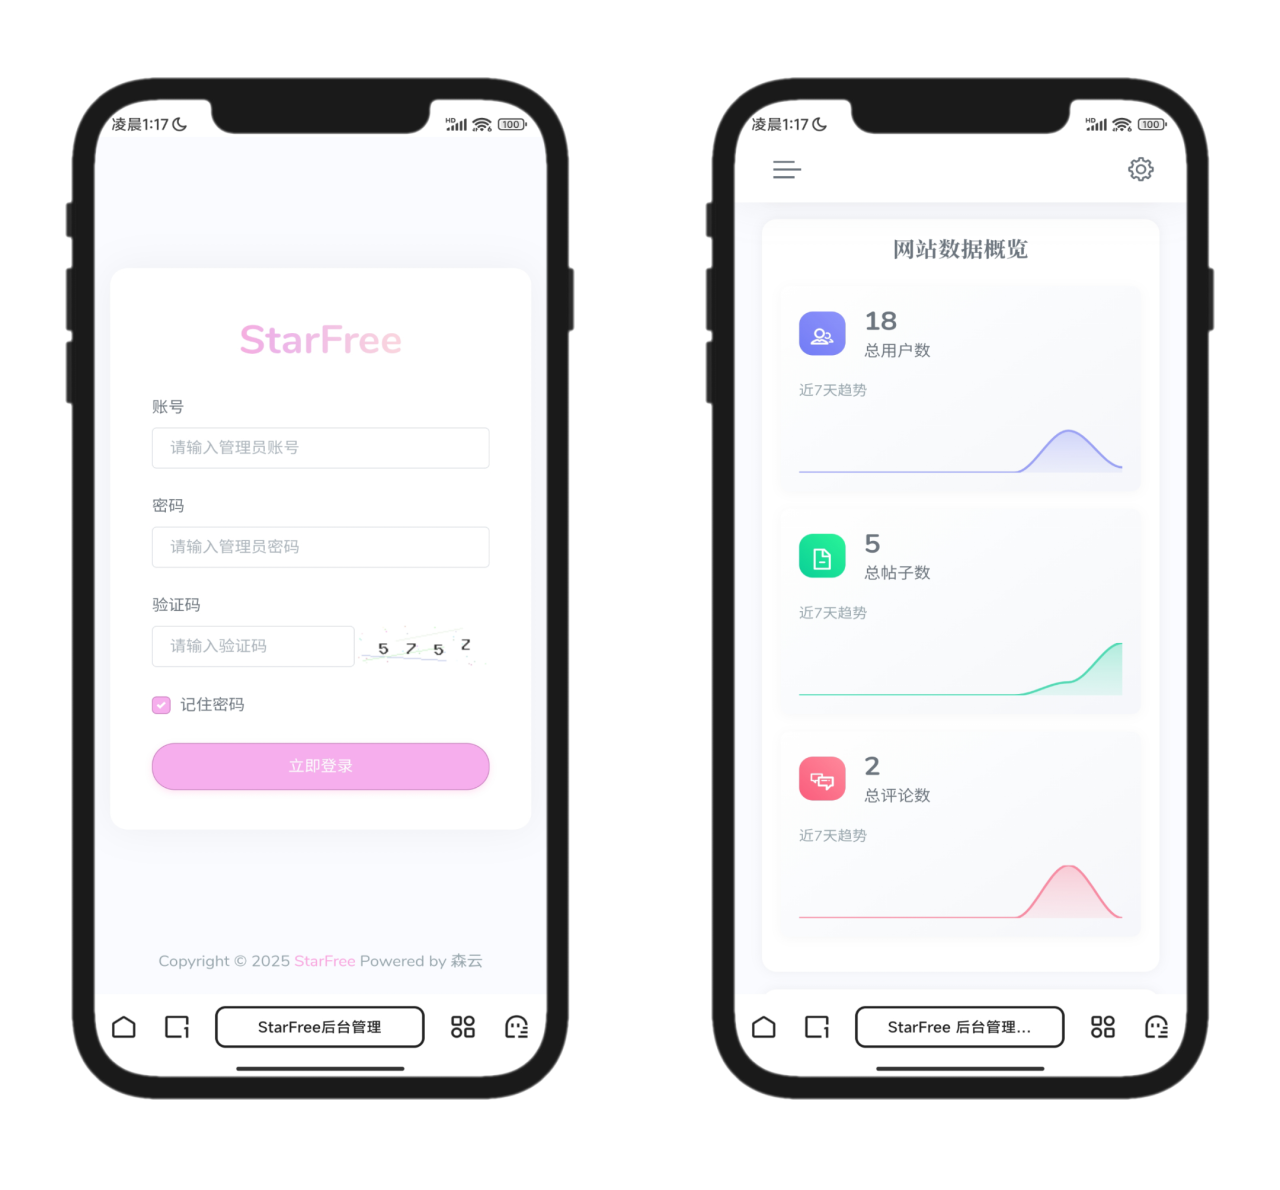 凌晨1:17
HD
100
StarFree
账号
请输入管理员账号
密码
请输入管理员密码
验证码
请输入验证码
5 7 5 2
记住密码
立即登录
Copyright © 2025 StarFree Powered by 森云
1
StarFree后台管理
凌晨1:17
HD
100
网站数据概览
18
总用户数
近7天趋势
5
总帖子数
近7天趋势
2
总评论数
近7天趋势
1
StarFree 后台管理...